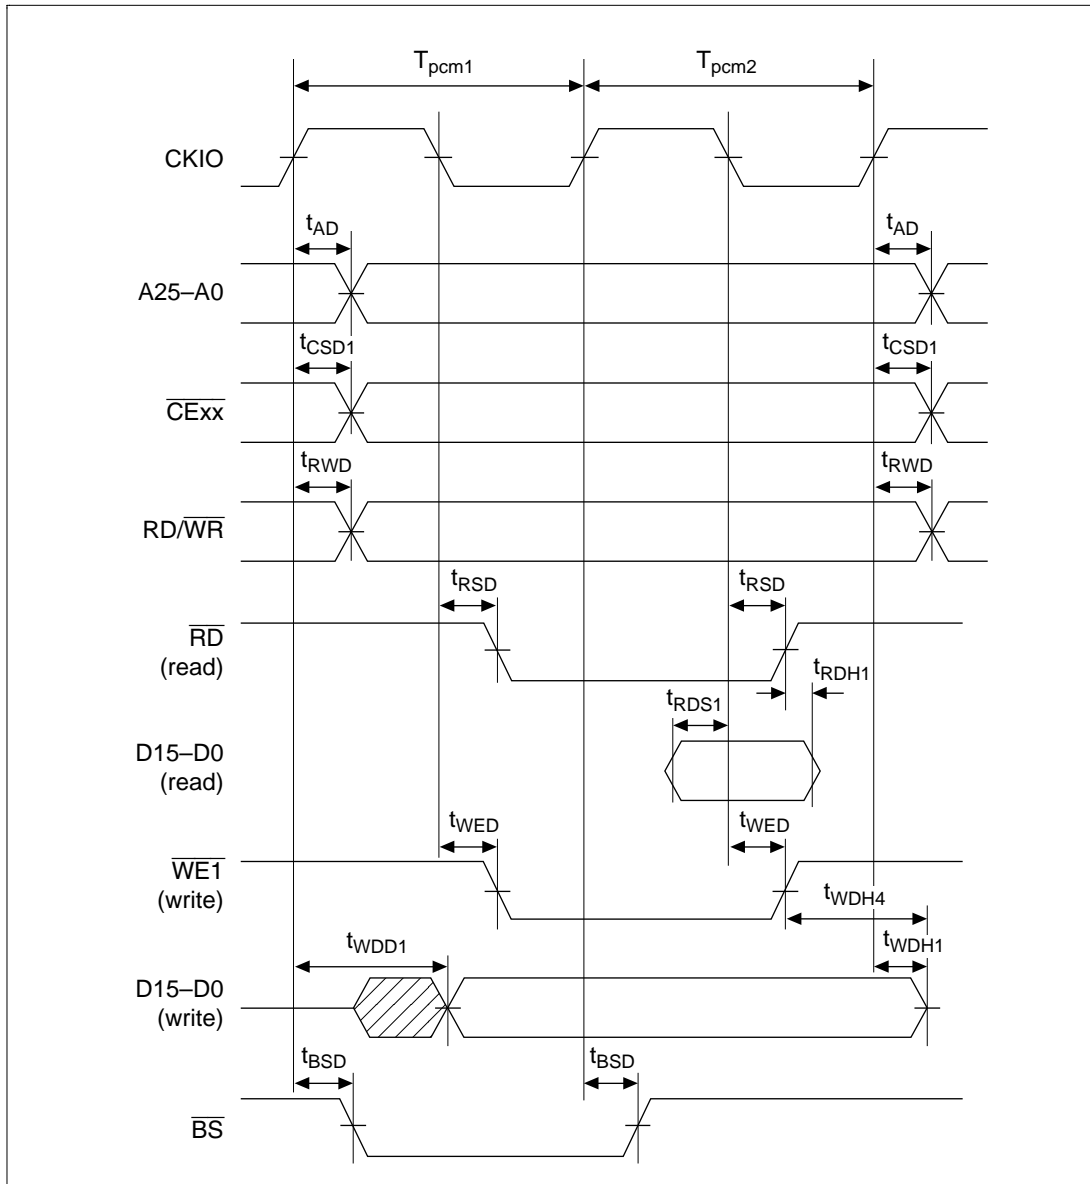 Tpcm1 Tpcm2
CKIO
tAD tAD
A25–A0
tCSD1 tCSD1
CExx
tRWD tRWD
RD/WR
tRSD tRSD
RD
(read)
tRDH1
tRDS1
D15–D0
(read)
tWED tWED
WE1
(write)
tWDH4
tWDD1 tWDH1
D15–D0
(write)
tBSD tBSD
BS